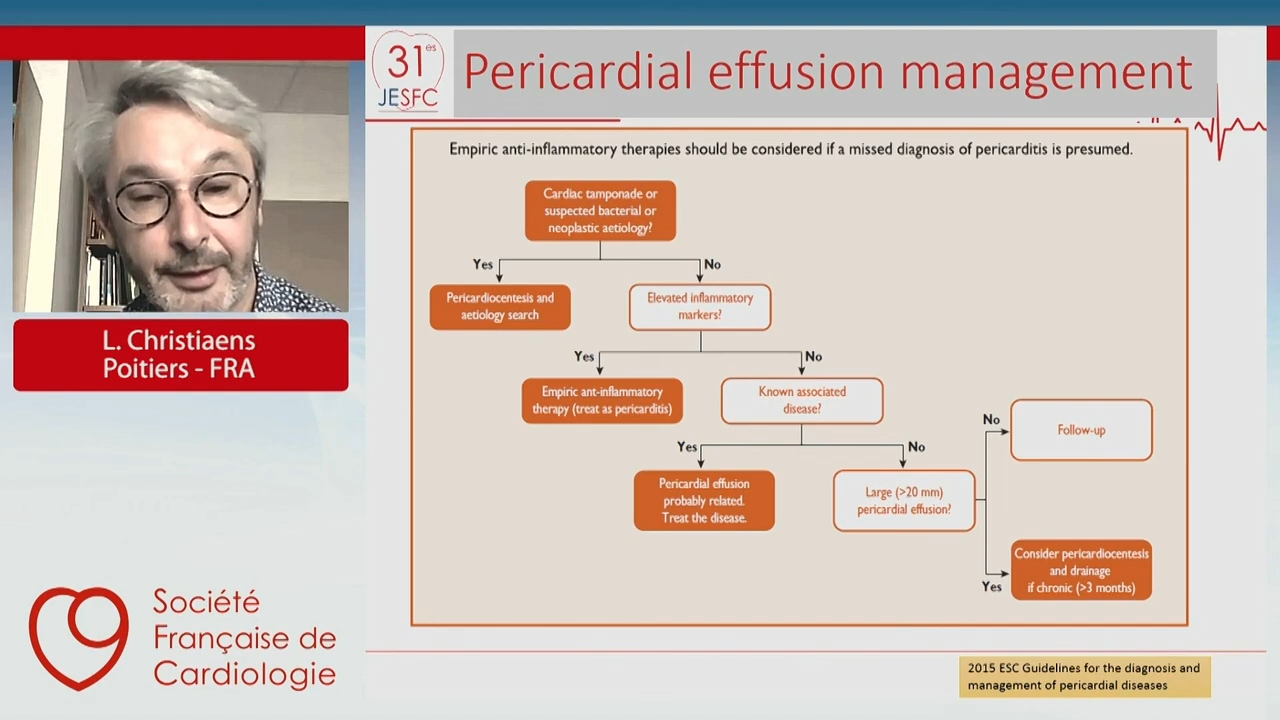 31es
JESFC
Pericardial effusion management
Empiric anti-inflammatory therapies should be considered if a missed diagnosis of pericarditis is presumed.
Cardiac tamponade or
suspected bacterial or
neoplastic aetiology?
Yes
No
Pericardiocentesis and
aetiology search
Elevated inflammatory
markers?
Yes
No
Empiric ant-inflammatory
therapy (treat as pericarditis)
Known associated
disease?
Yes
No
Pericardial effusion
probably related.
Treat the disease.
Large (>20 mm)
pericardial effusion?
No
Follow-up
Yes
Consider pericardiocentesis
and drainage
if chronic (>3 months)
L. Christiaens
Poitiers - FRA
Société
Française de
Cardiologie
2015 ESC Guidelines for the diagnosis and
management of pericardial diseases